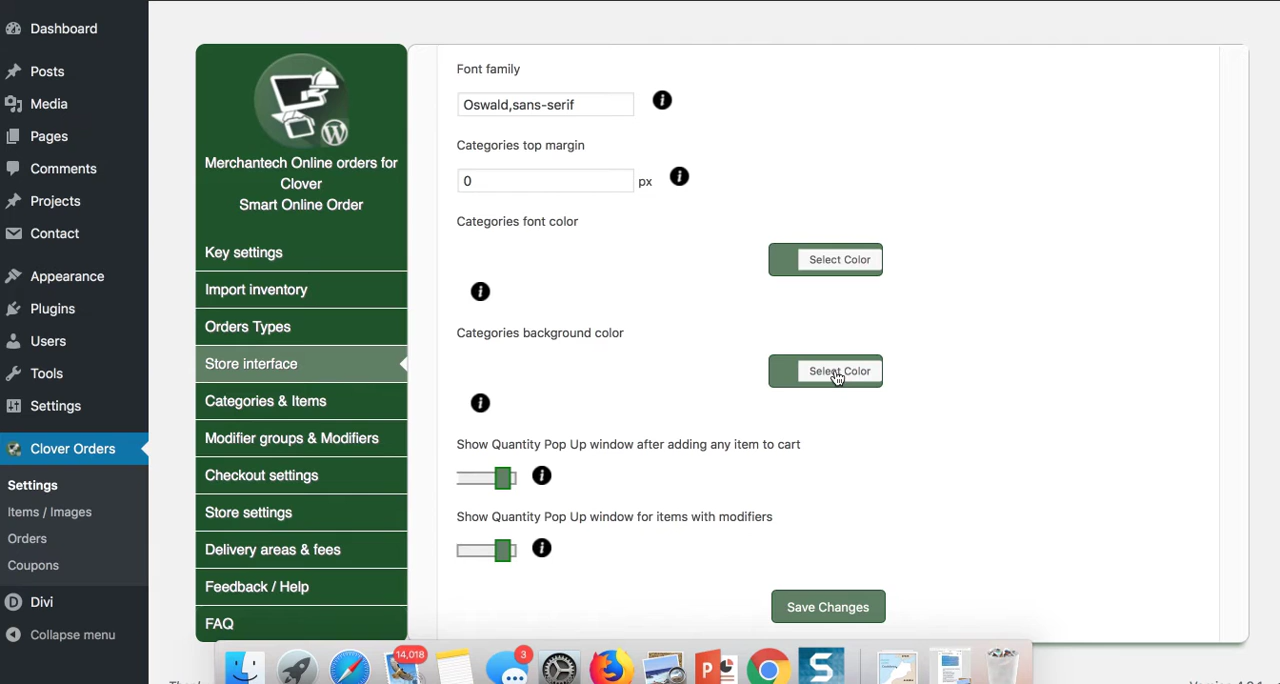 Dashboard
Posts
Media
Pages
Comments
Projects
Contact
Appearance
Plugins
Users
Tools
Settings
Clover Orders
Settings
Items / Images
Orders
Coupons
Divi
Collapse menu
Merchantech Online orders for
Clover
Smart Online Order
Key settings
Import inventory
Orders Types
Store interface
Categories & Items
Modifier groups & Modifiers
Checkout settings
Store settings
Delivery areas & fees
Feedback / Help
FAQ
Font family
Oswald,sans-serif
Categories top margin
0 px
Categories font color
Select Color
Categories background color
Select Color
Show Quantity Pop Up window after adding any item to cart
Show Quantity Pop Up window for items with modifiers
Save Changes
14,018
3